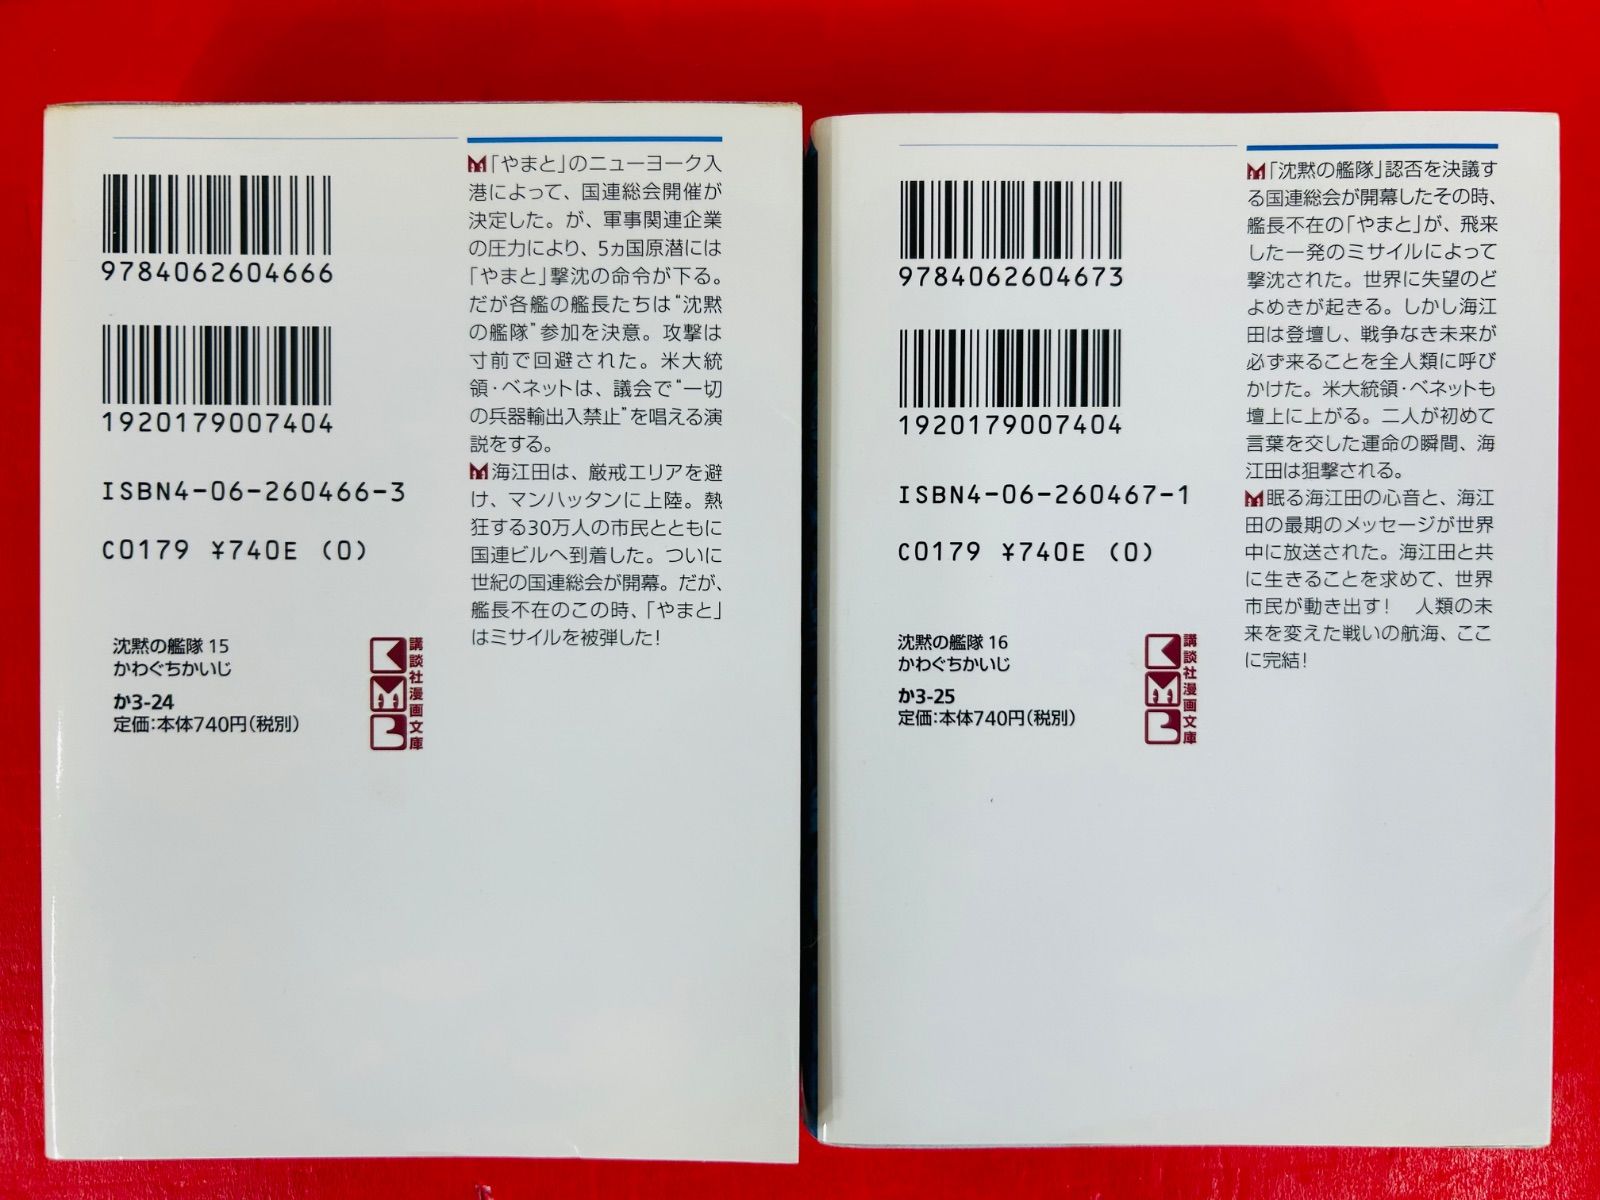 9784062604666
1920179007404
ISBN4-06-260466-3
C0179 ¥740E (0)
沈黙の艦隊 15
かわぐちかいじ
か3-24
定価:本体740円(税別)
KMB
講談社漫画文庫
「やまと」のニューヨーク入
港によって、国連総会開催が
決定した。が、軍事関連企業
の圧力により、5ヵ国原潜には
「やまと」撃沈の命令が下る。
だが各艦の艦長たちは“沈黙
の艦隊”参加を決意。攻撃は
寸前で回避された。米大統
領・ベネットは、議会で“一切
の兵器輸出入禁止”を唱える演
説をする。
海江田は、厳戒エリアを避
け、マンハッタンに上陸。熱
狂する30万人の市民とともに
国連ビルへ到着した。ついに
世紀の国連総会が開幕。だが、
艦長不在のこの時、「やまと」
はミサイルを被弾した!
9784062604673
1920179007404
ISBN4-06-260467-1
C0179 ¥740E (0)
沈黙の艦隊 16
かわぐちかいじ
か3-25
定価:本体740円(税別)
KMB
講談社漫画文庫
「沈黙の艦隊」認否を決議す
る国連総会が開幕したその時、
艦長不在の「やまと」が、飛来
した一発のミサイルによって
撃沈された。世界に失望のど
よめきが起きる。しかし海江
田は登壇し、戦争なき未来が
必ず来ることを全人類に呼び
かけた。米大統領・ベネットも
壇上に上がる。二人が初めて
言葉を交した運命の瞬間、海
江田は狙撃される。
眠る海江田の心音と、海江
田の最期のメッセージが世界
中に放送された。海江田と共
に生きることを求めて、世界
市民が動き出す! 人類の未
来を変えた戦いの航海、ここ
に完結!